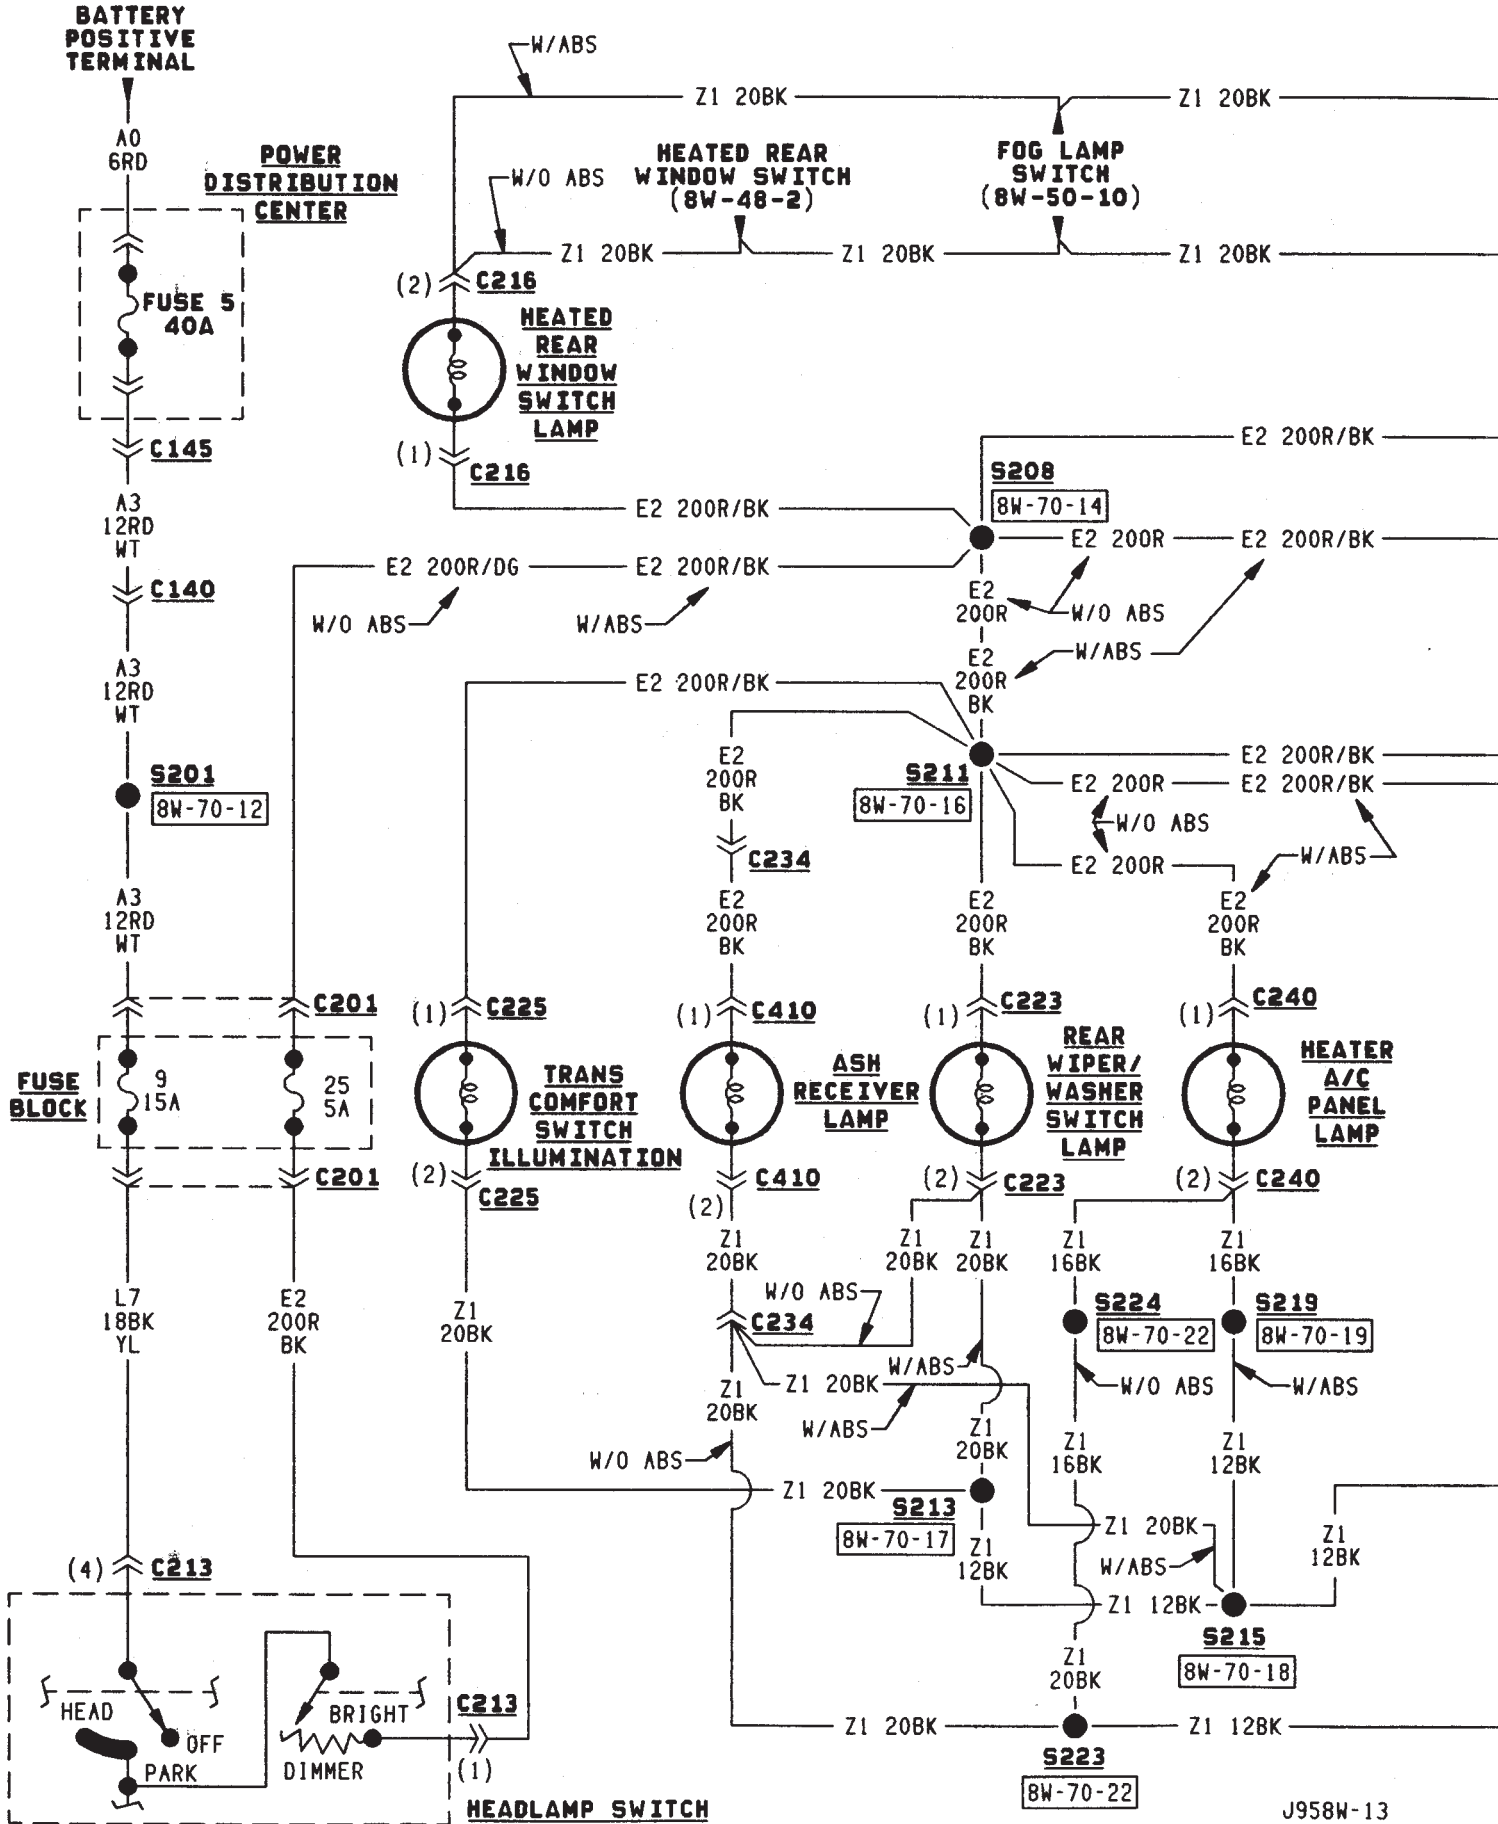 BATTERY
POSITIVE
TERMINAL
W/ABS
Z1 20BK
Z1 20BK
A0
6RD
POWER
DISTRIBUTION
CENTER
HEATED REAR
WINDOW SWITCH
(8W-48-2)
FOG LAMP
SWITCH
(8W-50-10)
W/O ABS
Z1 20BK
Z1 20BK
Z1 20BK
(2)
C216
FUSE 5
40A
HEATED
REAR
WINDOW
SWITCH
LAMP
C145
(1)
C216
E2 200R/BK
S208
8W-70-14
A3
12RD
WT
E2 200R/BK
E2 200R
E2 200R/BK
C140
E2 200R/DG
E2 200R/BK
W/O ABS
W/ABS
E2
200R
W/O ABS
A3
12RD
WT
E2 200R/BK
E2
200R
BK
W/ABS
S201
8W-70-12
E2
200R
BK
S211
8W-70-16
E2 200R/BK
E2 200R
E2 200R/BK
W/O ABS
C234
E2 200R
W/ABS
A3
12RD
WT
E2
200R
BK
E2
200R
BK
E2
200R
BK
C201
(1)
C225
(1)
C410
(1)
C223
(1)
C240
FUSE
BLOCK
9
15A
25
5A
TRANS
COMFORT
SWITCH
ILLUMINATION
ASH
RECEIVER
LAMP
REAR
WIPER/
WASHER
SWITCH
LAMP
HEATER
A/C
PANEL
LAMP
C201
(2)
C225
C410
(2)
(2)
C223
(2)
C240
Z1
20BK
Z1
20BK
Z1
20BK
Z1
16BK
Z1
16BK
L7
18BK
YL
E2
200R
BK
Z1
20BK
W/O ABS
C234
S224
8W-70-22
S219
8W-70-19
W/ABS
Z1
20BK
Z1 20BK
W/ABS
W/O ABS
W/ABS
W/O ABS
Z1
20BK
Z1
16BK
Z1
12BK
Z1 20BK
S213
8W-70-17
Z1 20BK
Z1
12BK
Z1
12BK
W/ABS
(4)
C213
Z1 12BK
S215
8W-70-18
Z1
20BK
HEAD
OFF
PARK
BRIGHT
DIMMER
C213
(1)
Z1 20BK
Z1 12BK
S223
8W-70-22
HEADLAMP SWITCH
J958W-13